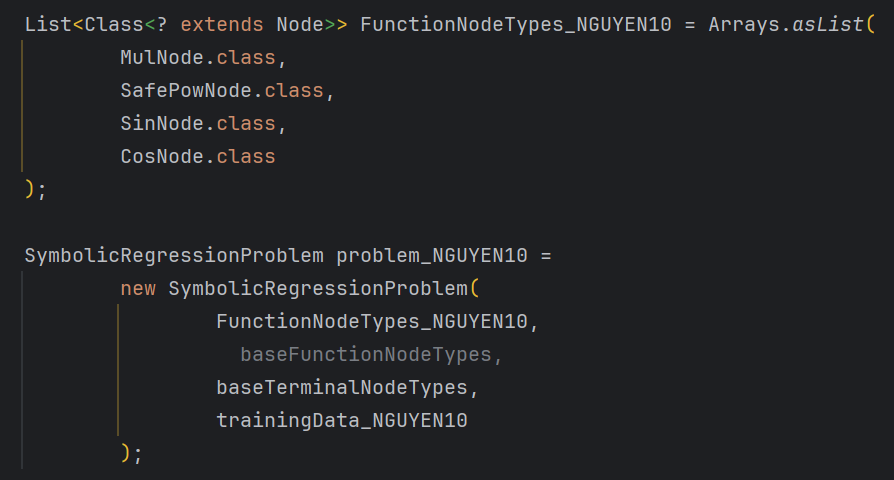 List<Class<? extends Node>> FunctionNodeTypes_NGUYEN10 = Arrays.asList(
MulNode.class,
SafePowNode.class,
SinNode.class,
CosNode.class
);
SymbolicRegressionProblem problem_NGUYEN10 =
new SymbolicRegressionProblem(
FunctionNodeTypes_NGUYEN10,
baseFunctionNodeTypes,
baseTerminalNodeTypes,
trainingData_NGUYEN10
);